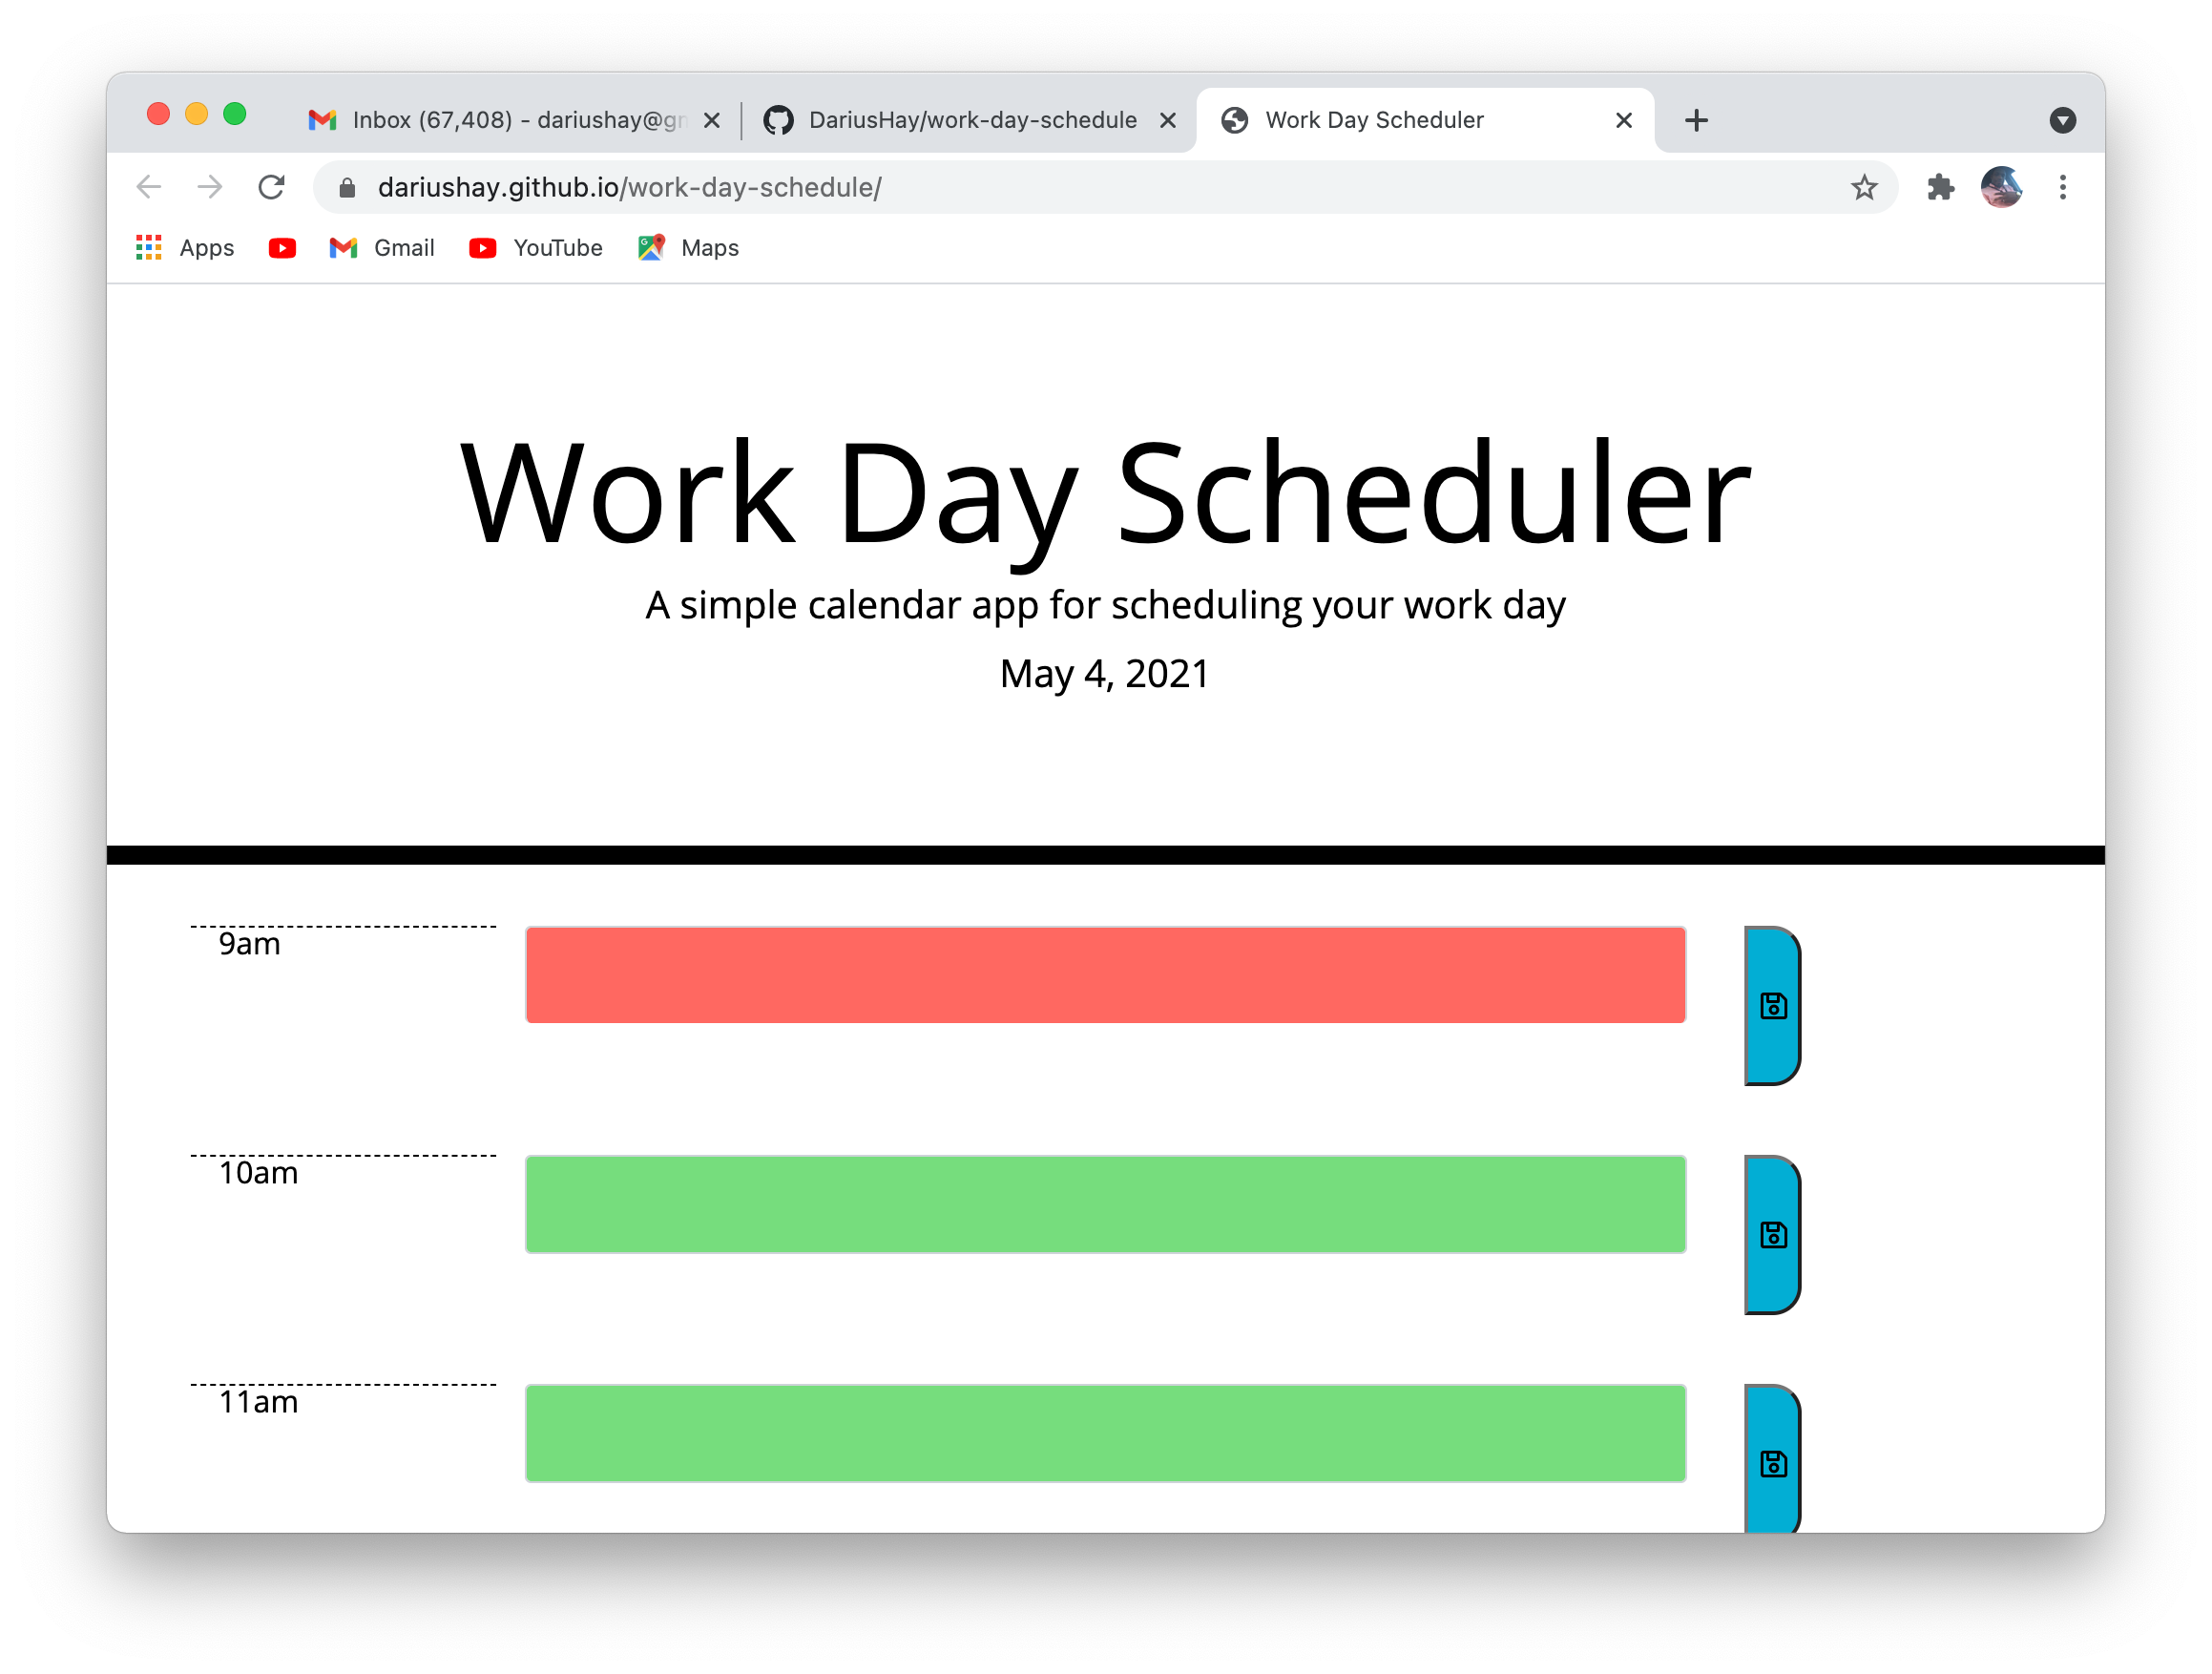 Inbox (67,408) - dariushay@gn
DariusHay/work-day-schedule
Work Day Scheduler
dariushay.github.io/work-day-schedule/
Apps
Gmail
YouTube
Maps
Work Day Scheduler
A simple calendar app for scheduling your work day
May 4, 2021
9am
10am
11am